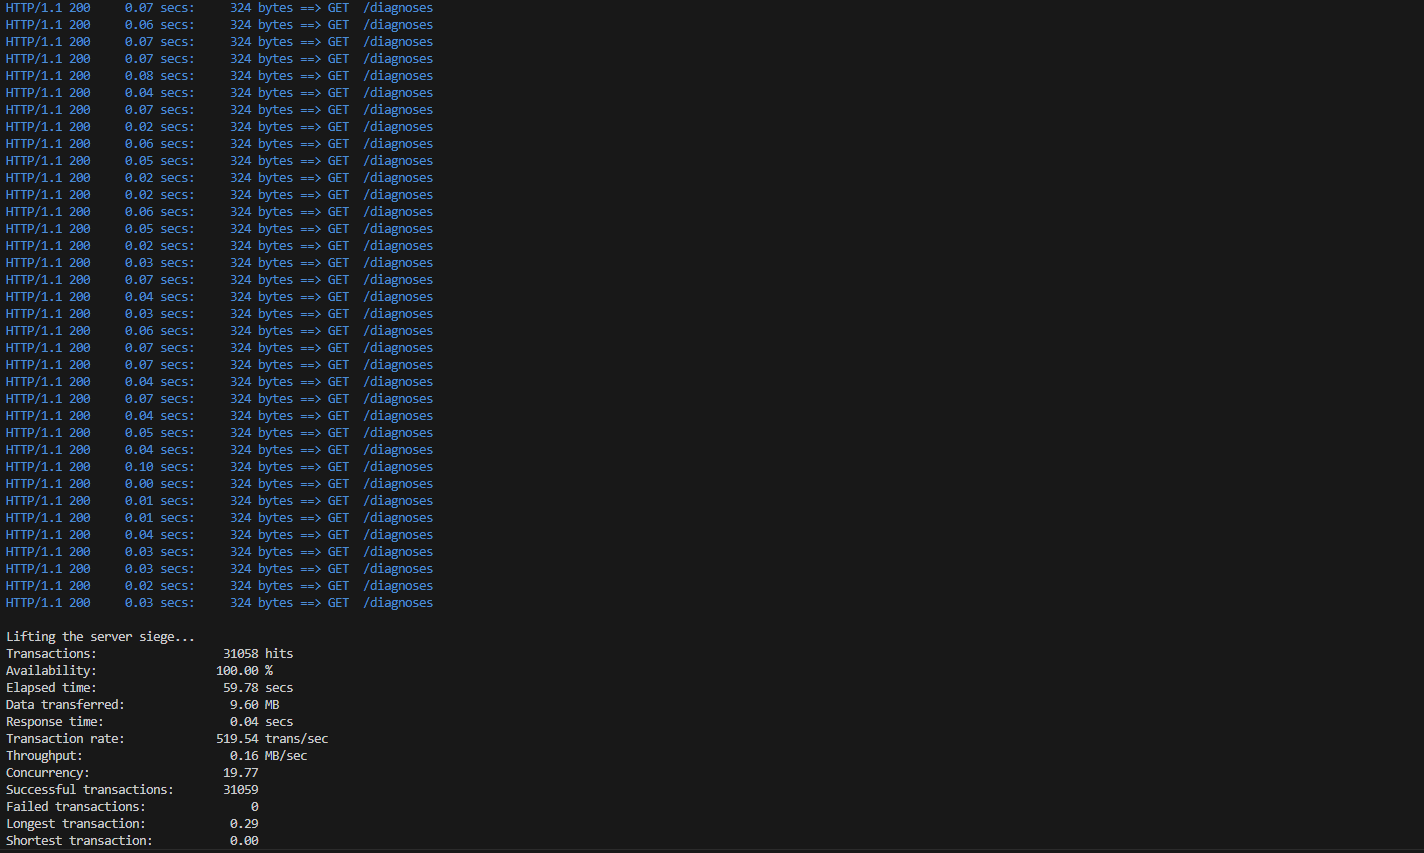 HTTP/1.1 200     0.07 secs:     324 bytes ==> GET  /diagnoses
HTTP/1.1 200     0.06 secs:     324 bytes ==> GET  /diagnoses
HTTP/1.1 200     0.07 secs:     324 bytes ==> GET  /diagnoses
HTTP/1.1 200     0.07 secs:     324 bytes ==> GET  /diagnoses
HTTP/1.1 200     0.08 secs:     324 bytes ==> GET  /diagnoses
HTTP/1.1 200     0.04 secs:     324 bytes ==> GET  /diagnoses
HTTP/1.1 200     0.07 secs:     324 bytes ==> GET  /diagnoses
HTTP/1.1 200     0.02 secs:     324 bytes ==> GET  /diagnoses
HTTP/1.1 200     0.06 secs:     324 bytes ==> GET  /diagnoses
HTTP/1.1 200     0.05 secs:     324 bytes ==> GET  /diagnoses
HTTP/1.1 200     0.02 secs:     324 bytes ==> GET  /diagnoses
HTTP/1.1 200     0.02 secs:     324 bytes ==> GET  /diagnoses
HTTP/1.1 200     0.06 secs:     324 bytes ==> GET  /diagnoses
HTTP/1.1 200     0.05 secs:     324 bytes ==> GET  /diagnoses
HTTP/1.1 200     0.02 secs:     324 bytes ==> GET  /diagnoses
HTTP/1.1 200     0.03 secs:     324 bytes ==> GET  /diagnoses
HTTP/1.1 200     0.07 secs:     324 bytes ==> GET  /diagnoses
HTTP/1.1 200     0.04 secs:     324 bytes ==> GET  /diagnoses
HTTP/1.1 200     0.03 secs:     324 bytes ==> GET  /diagnoses
HTTP/1.1 200     0.06 secs:     324 bytes ==> GET  /diagnoses
HTTP/1.1 200     0.07 secs:     324 bytes ==> GET  /diagnoses
HTTP/1.1 200     0.07 secs:     324 bytes ==> GET  /diagnoses
HTTP/1.1 200     0.04 secs:     324 bytes ==> GET  /diagnoses
HTTP/1.1 200     0.07 secs:     324 bytes ==> GET  /diagnoses
HTTP/1.1 200     0.04 secs:     324 bytes ==> GET  /diagnoses
HTTP/1.1 200     0.05 secs:     324 bytes ==> GET  /diagnoses
HTTP/1.1 200     0.04 secs:     324 bytes ==> GET  /diagnoses
HTTP/1.1 200     0.10 secs:     324 bytes ==> GET  /diagnoses
HTTP/1.1 200     0.00 secs:     324 bytes ==> GET  /diagnoses
HTTP/1.1 200     0.01 secs:     324 bytes ==> GET  /diagnoses
HTTP/1.1 200     0.01 secs:     324 bytes ==> GET  /diagnoses
HTTP/1.1 200     0.04 secs:     324 bytes ==> GET  /diagnoses
HTTP/1.1 200     0.03 secs:     324 bytes ==> GET  /diagnoses
HTTP/1.1 200     0.03 secs:     324 bytes ==> GET  /diagnoses
HTTP/1.1 200     0.02 secs:     324 bytes ==> GET  /diagnoses
HTTP/1.1 200     0.03 secs:     324 bytes ==> GET  /diagnoses

Lifting the server siege...
Transactions:                  31058 hits
Availability:                 100.00 %
Elapsed time:                  59.78 secs
Data transferred:               9.60 MB
Response time:                  0.04 secs
Transaction rate:             519.54 trans/sec
Throughput:                     0.16 MB/sec
Concurrency:                   19.77
Successful transactions:       31059
Failed transactions:               0
Longest transaction:            0.29
Shortest transaction:           0.00